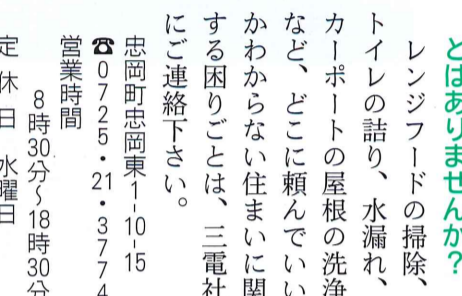 とはありませんか？
レンジフードの掃除、
トイレの詰り、水漏れ、
カーポートの屋根の洗浄
など、どこに頼んでいい
かわからない住まいに関
する困りごとは、三電社
にご連絡下さい。
忠岡町忠岡東1-10-15
☎0725・21・3774
営業時間
8時30分〜18時30分
定休日 水曜日